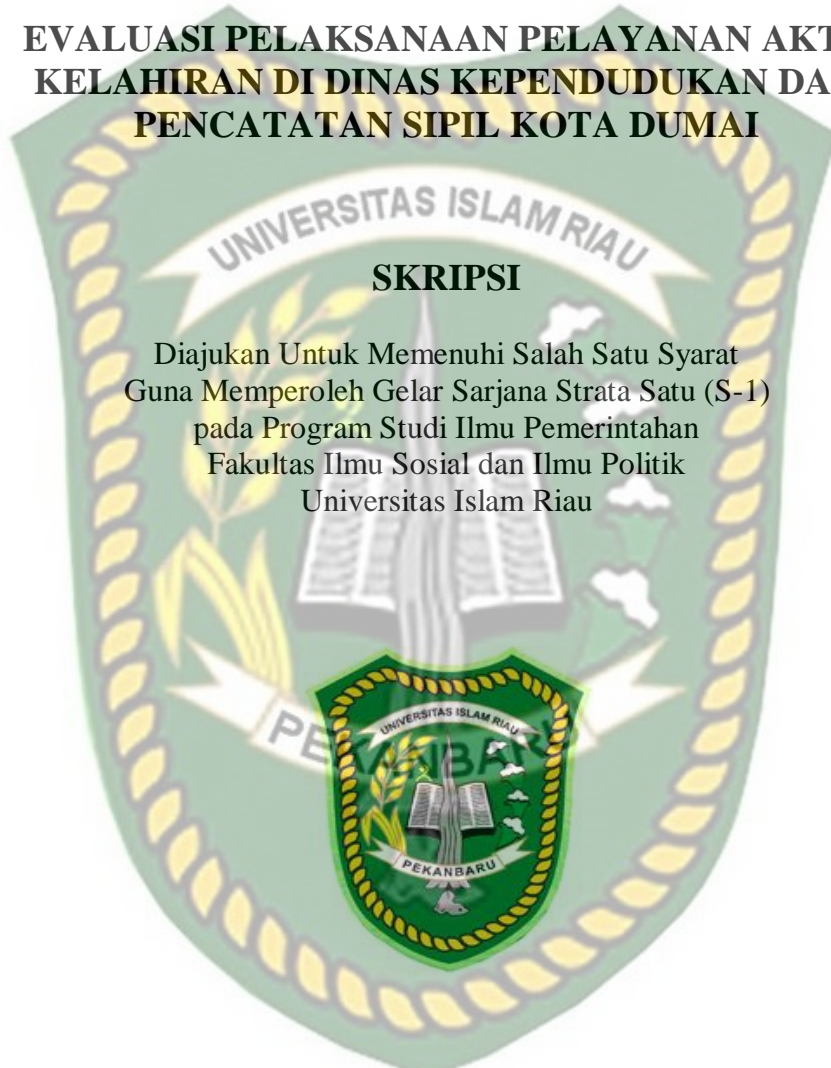 EVALUASI PELAKSANAAN PELAYANAN AKT
KELAHIRAN DI DINAS KEPENDUDUKAN DA
PENCATATAN SIPIL KOTA DUMAI
UNIVERSITAS ISLAM RIAU
SKRIPSI
Diajukan Untuk Memenuhi Salah Satu Syarat
Guna Memperoleh Gelar Sarjana Strata Satu (S-1)
pada Program Studi Ilmu Pemerintahan
Fakultas Ilmu Sosial dan Ilmu Politik
Universitas Islam Riau
UNIVERSITAS ISLAM RIAU
PEKANBARU
PEKANBARU